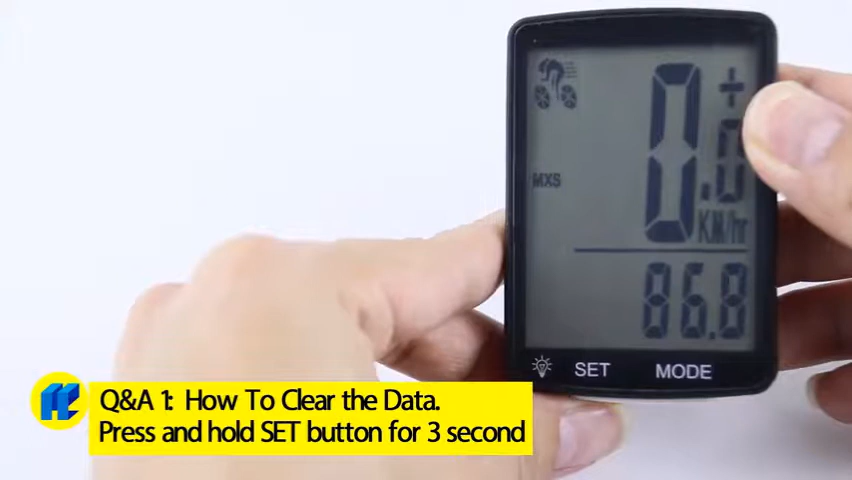 +
0.0
MXS
KM/hr
86.8
SET MODE
Q&A 1: How To Clear the Data.
Press and hold SET button for 3 second